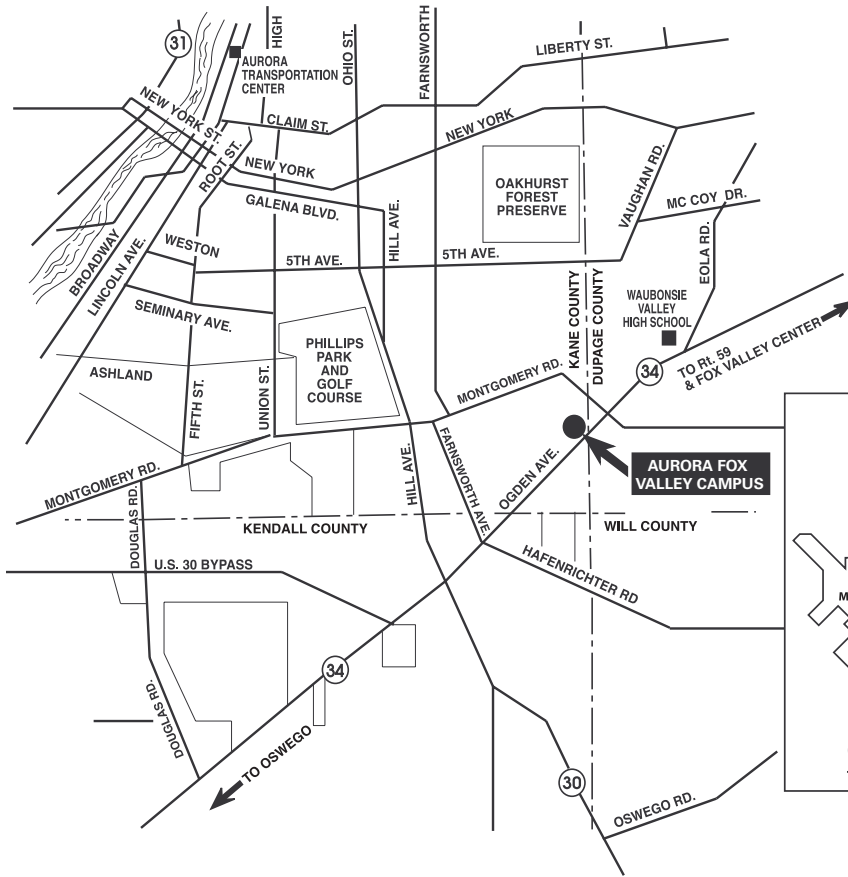 31
HIGH
OHIO ST.
FARNSWORTH
LIBERTY ST.
AURORA
TRANSPORTATION
CENTER
NEW YORK ST.
CLAIM ST.
NEW YORK
ROOT ST.
NEW YORK
GALENA BLVD.
OAKHURST
FOREST
PRESERVE
VAUGHAN RD.
MC COY DR.
HILL AVE.
EOLA RD.
BROADWAY
LINCOLN AVE.
WESTON
5TH AVE.
5TH AVE.
SEMINARY AVE.
KANE COUNTY
DUPAGE COUNTY
WAUBONSIE
VALLEY
HIGH SCHOOL
PHILLIPS
PARK
AND
GOLF
COURSE
34
TO Rt. 59
& FOX VALLEY CENTER
ASHLAND
FIFTH ST.
UNION ST.
MONTGOMERY RD.
FARNSWORTH AVE.
HILL AVE.
OGDEN AVE.
AURORA FOX
VALLEY CAMPUS
MONTGOMERY RD.
DOUGLAS RD.
KENDALL COUNTY
WILL COUNTY
U.S. 30 BYPASS
HAFENRICHTER RD
M
34
DOUGLAS RD.
TO OSWEGO
30
OSWEGO RD.